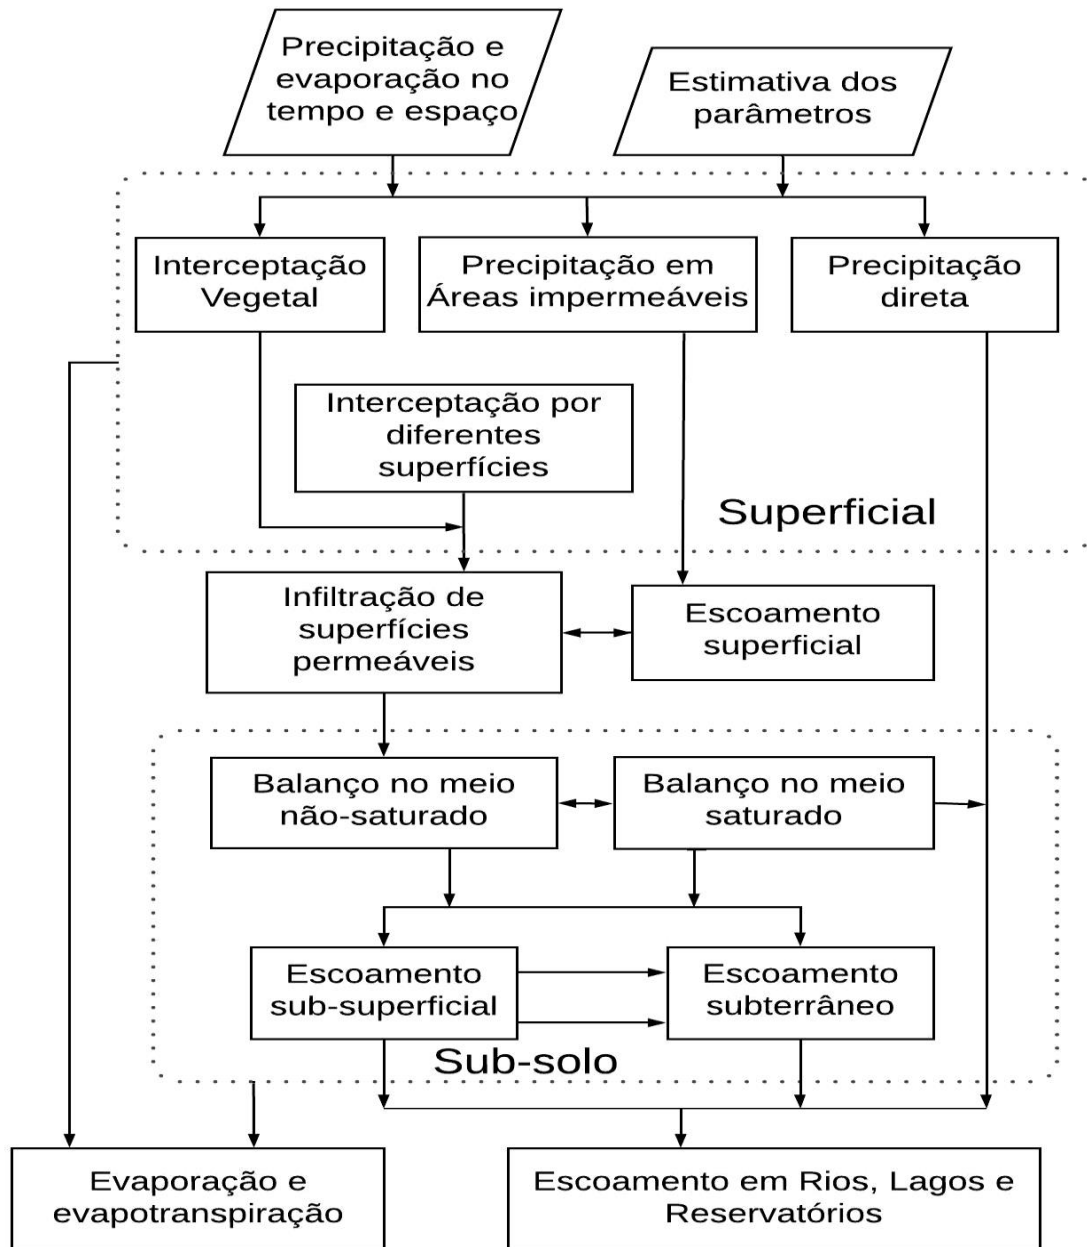 Precipitação e
evaporação no
tempo e espaço
Estimativa dos
parâmetros
Interceptação
Vegetal
Precipitação em
Áreas impermeáveis
Precipitação
direta
Interceptação por
diferentes
superfícies
Superficial
Infiltração de
superfícies
permeáveis
Escoamento
superficial
Balanço no meio
não-saturado
Balanço no meio
saturado
Escoamento
sub-superficial
Escoamento
subterrâneo
Sub-solo
Evaporação e
evapotranspiração
Escoamento em Rios, Lagos e
Reservatórios